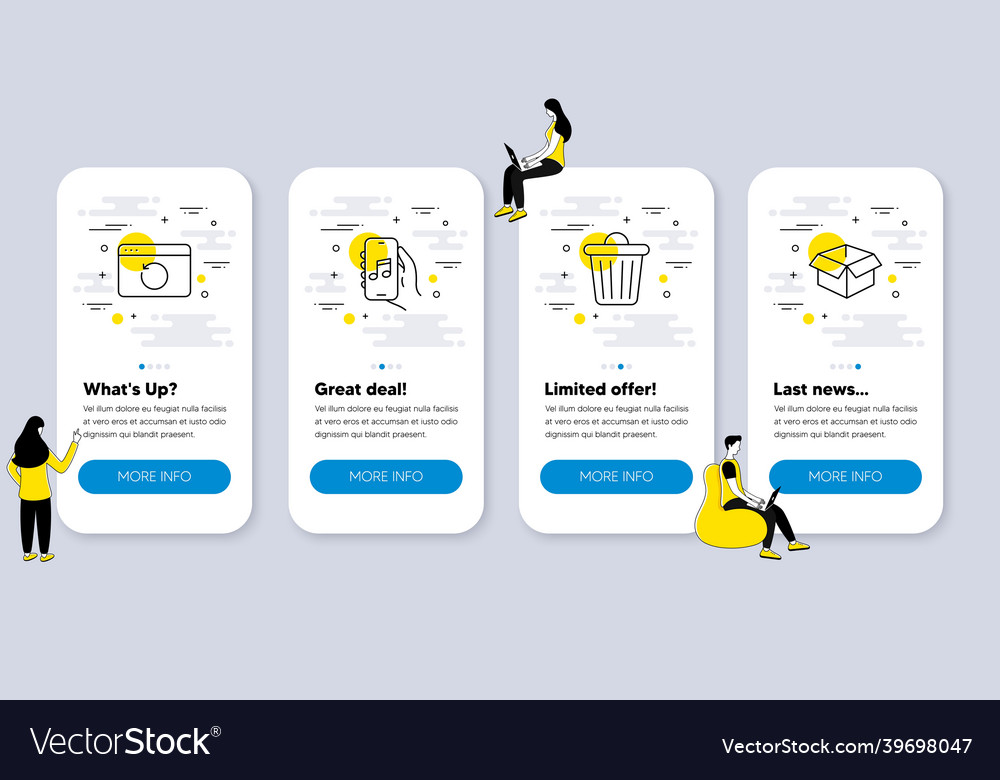 What's Up?
Vel illum dolore eu feugiat nulla facilisis
at vero eros et accumsan et iusto odio
dignissim qui blandit praesent.
MORE INFO
Great deal!
Vel illum dolore eu feugiat nulla facilisis
at vero eros et accumsan et iusto odio
dignissim qui blandit praesent.
MORE INFO
Limited offer!
Vel illum dolore eu feugiat nulla facilisis
at vero eros et accumsan et iusto odio
dignissim qui blandit praesent.
MORE INFO
Last news...
Vel illum dolore eu feugiat nulla facilisis
at vero eros et accumsan et iusto odio
dignissim qui blandit praesent.
MORE INFO
VectorStock®
VectorStock.com/39698047